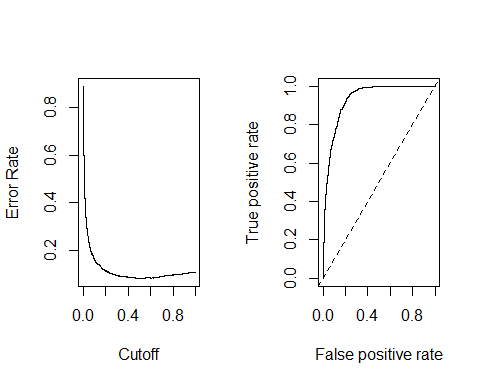 Error Rate
0.2 0.4 0.6 0.8
0.0 0.4 0.8
Cutoff
True positive rate
0.0 0.2 0.4 0.6 0.8 1.0
0.0 0.4 0.8
False positive rate